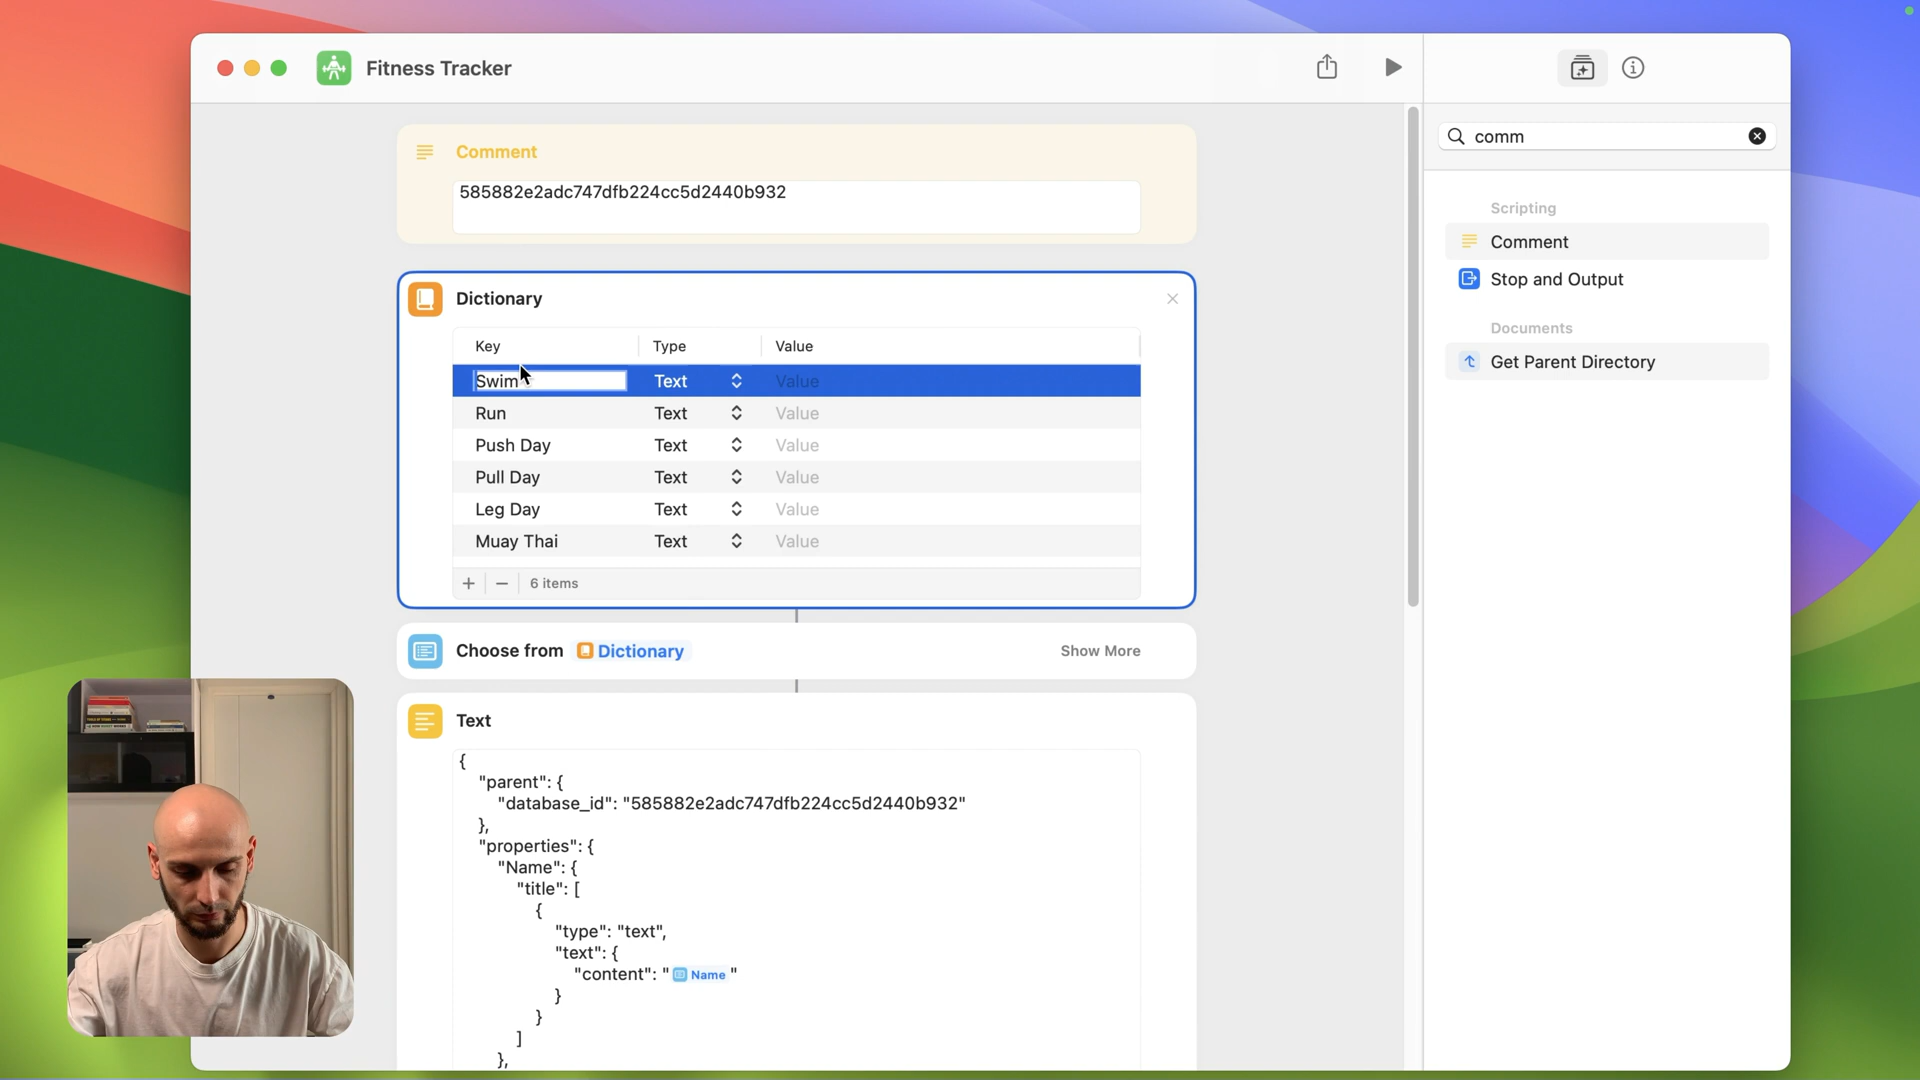 Fitness Tracker
comm
Comment
585882e2adc747dfb224cc5d2440b932
Scripting
Comment
Stop and Output
Documents
Get Parent Directory
Dictionary
Key Type Value
Swim Text Value
Run Text Value
Push Day Text Value
Pull Day Text Value
Leg Day Text Value
Muay Thai Text Value
+ − 6 items
Choose from Dictionary Show More
Text
{
"parent": {
"database_id": "585882e2adc747dfb224cc5d2440b932"
},
"properties": {
"Name": {
"title": [
{
"type": "text",
"text": {
"content": " Name "
}
}
]
},